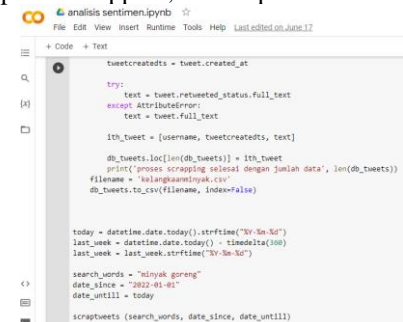 analisis sentimen.ipynb
File Edit View Insert Runtime Tools Help Last edited on June 17
+ Code + Text
tweetcreatedts = tweet.created_at
try:
text = tweet.retweeted_status.full_text
except AttributeError:
text = tweet.full_text
ith_tweet = [username, tweetcreatedts, text]
db_tweets.loc[len(db_tweets)] = ith_tweet
print('proses scrapping selesai dengan jumlah data', len(db_tweets))
filename = 'kelangkaanminyak.csv'
db_tweets.to_csv(filename, index=False)
today = datetime.date.today().strftime("%Y-%m-%d")
last_week = datetime.date.today() - timedelta(360)
last_week = last_week.strftime("%Y-%m-%d")
search_words = "minyak goreng"
date_since = "2022-01-01"
date_untill = today
scraptweets (search_words, date_since, date_untill)